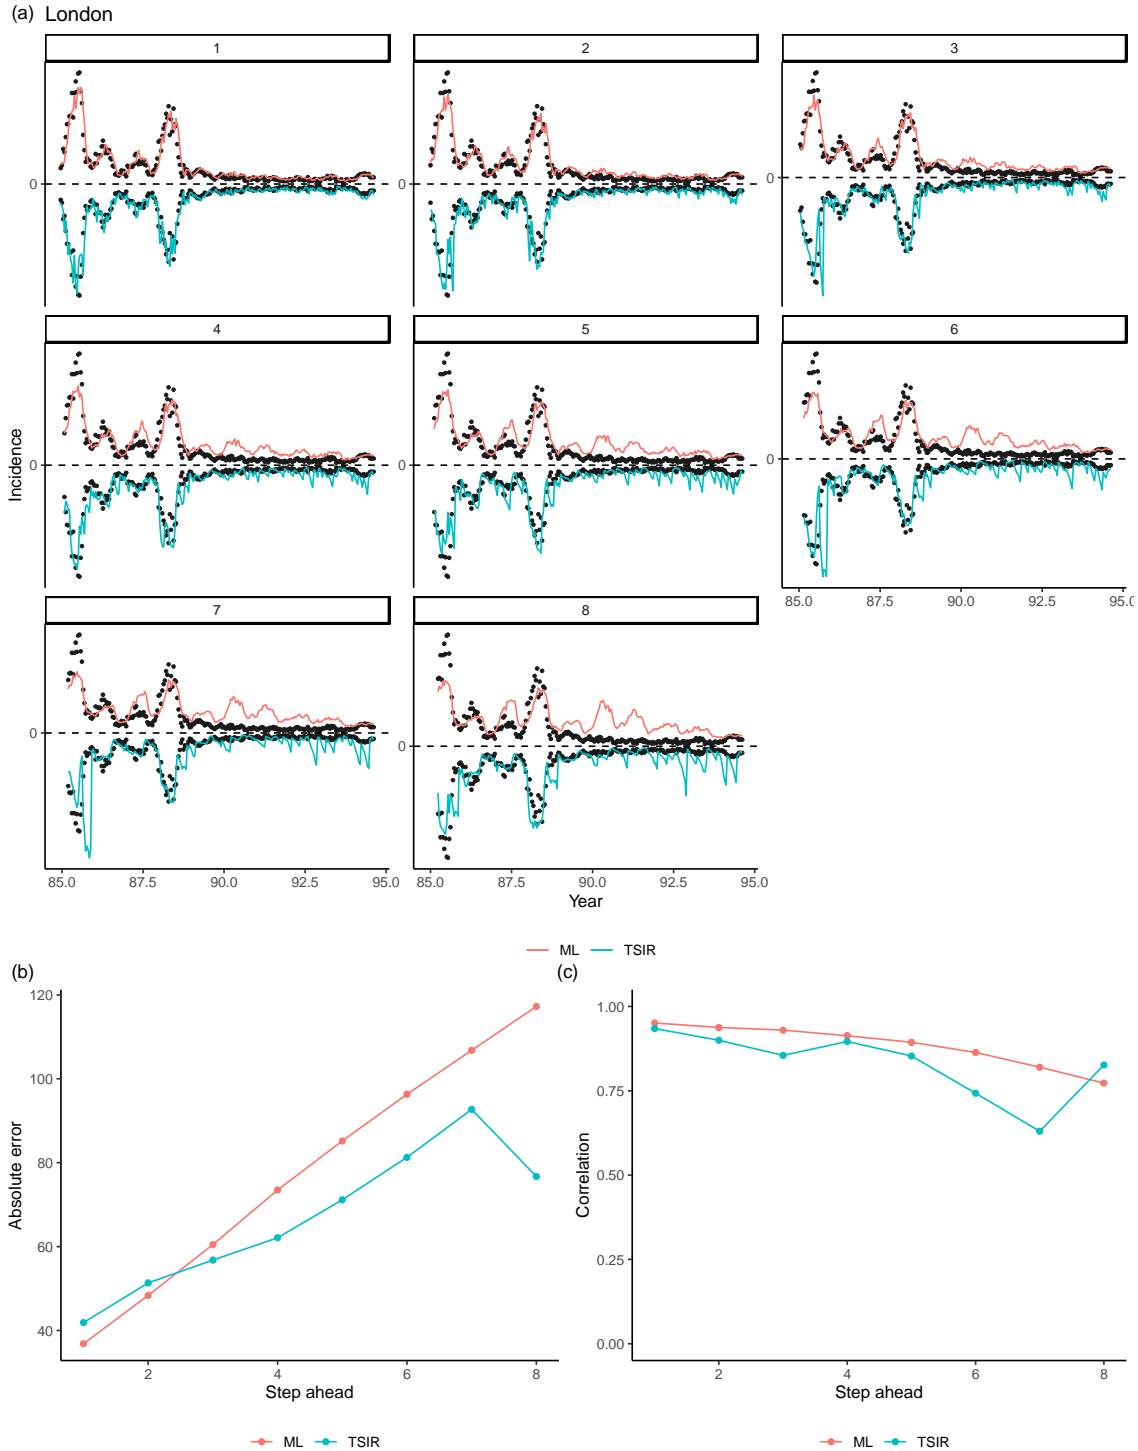 (a) London
1 2 3
0 0 0
4 5 6
Incidence
0 0 0
85.0 87.5 90.0 92.5 95.0
7 8
0 0
85.0 87.5 90.0 92.5 95.0 85.0 87.5 90.0 92.5 95.0
Year
ML TSIR
(b) (c)
120
100
80
60
40
Absolute error
2 4 6 8
Step ahead
ML TSIR
1.00
0.75
0.50
0.25
0.00
Correlation
2 4 6 8
Step ahead
ML TSIR